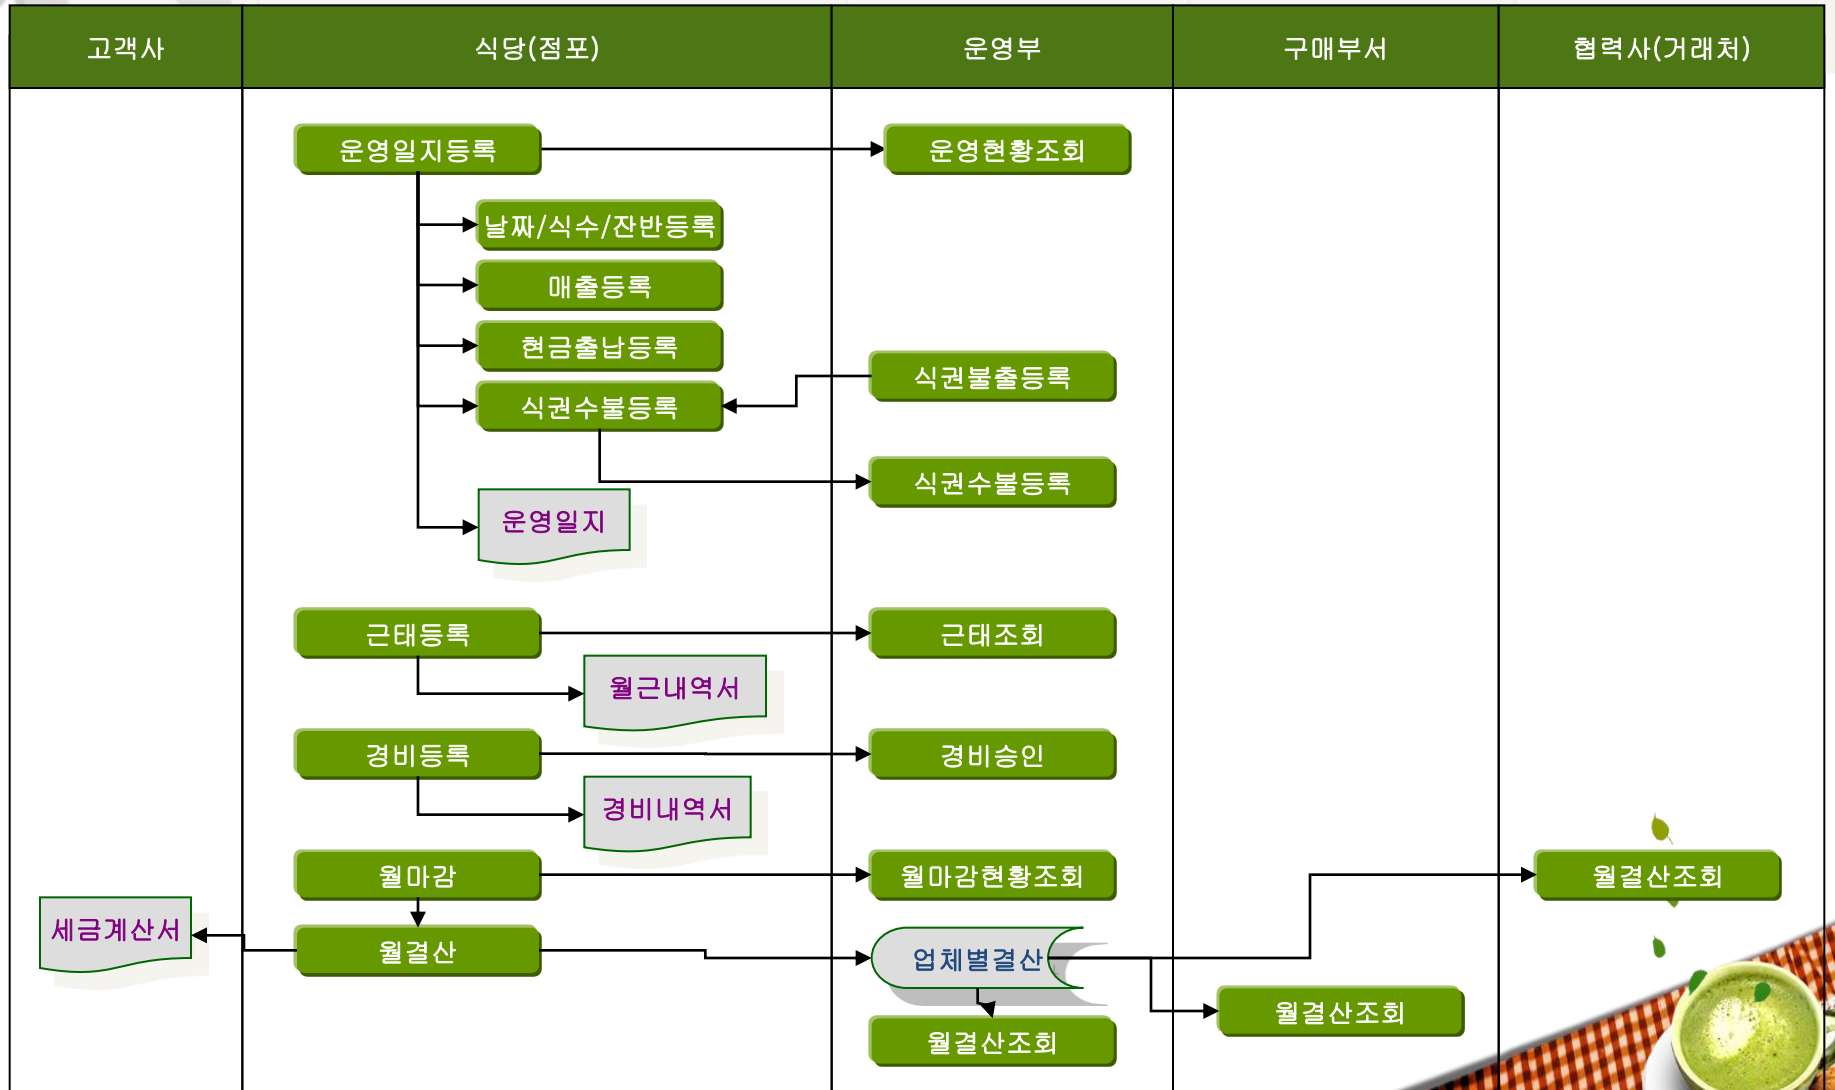 고객사
식당(점포)
운영부
구매부서
협력사(거래처)
운영일지등록
운영현황조회
날짜/식수/잔반등록
매출등록
현금출납등록
식권불출등록
식권수불등록
식권수불등록
운영일지
근태등록
근태조회
월근내역서
경비등록
경비승인
경비내역서
월마감
월마감현황조회
월결산조회
세금계산서
월결산
업체별결산
월결산조회
월결산조회